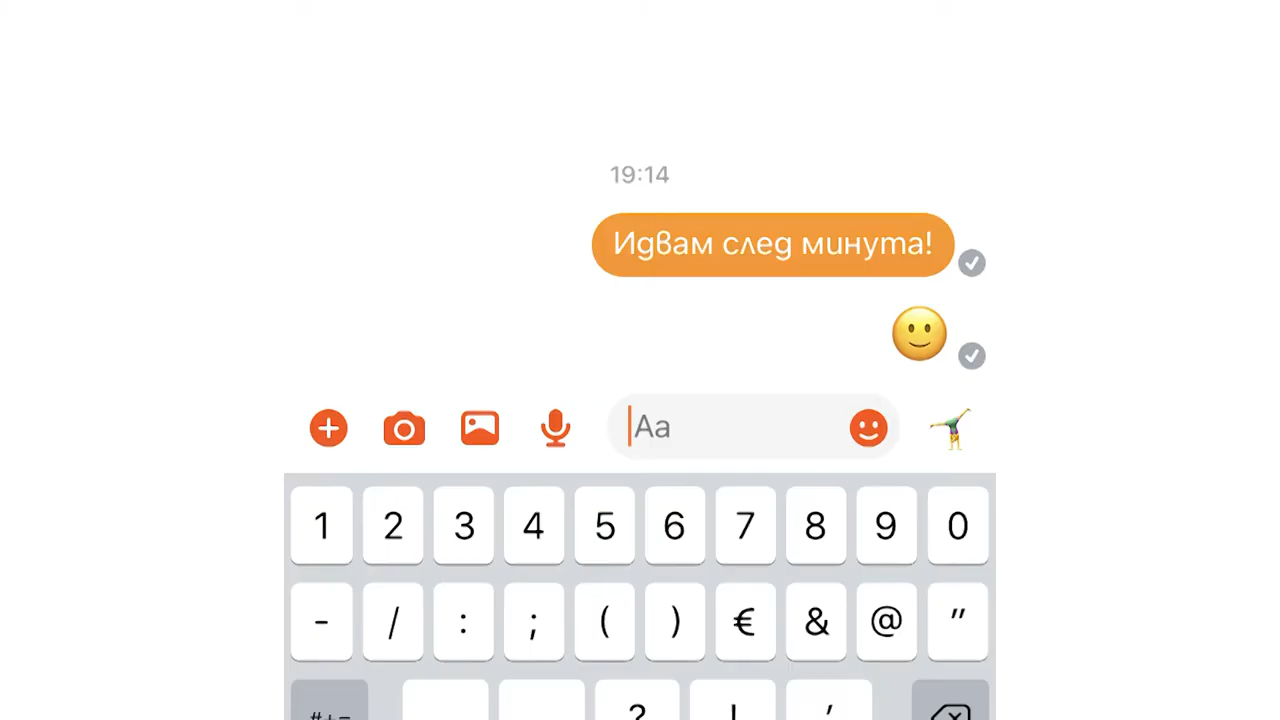 19:14
Идвам след минута!
Aa
1 2 3 4 5 6 7 8 9 0
- / : ; ( ) € & @ "
#+= ? ! ’